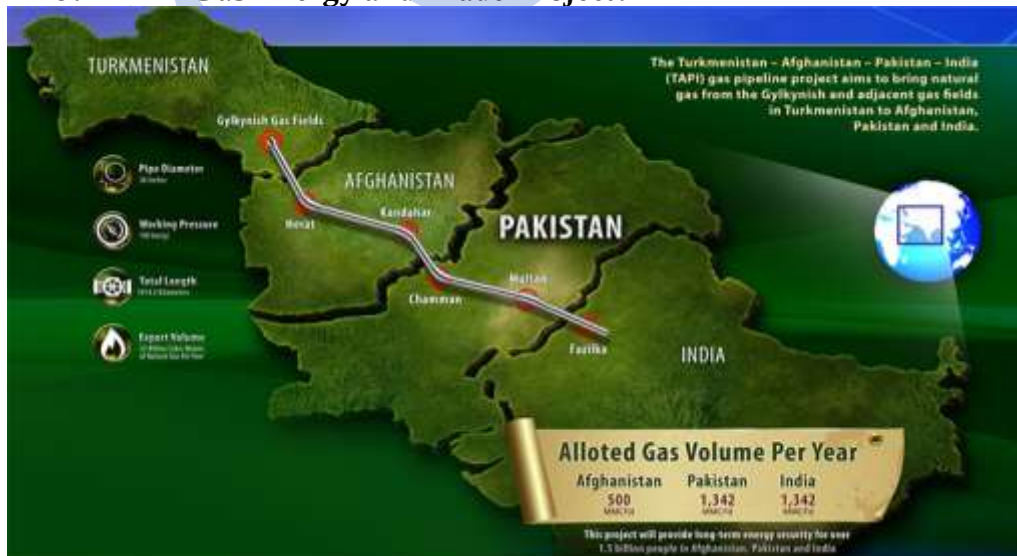 TURKMENISTAN
The Turkmenistan – Afghanistan – Pakistan – India
(TAPI) gas pipeline project aims to bring natural
gas from the Gylkynish and adjacent gas fields
in Turkmenistan to Afghanistan,
Pakistan and India.
Gylkynish Gas Fields
Pipe Diameter
AFGHANISTAN
Herat
Kandahar
PAKISTAN
Working Pressure
Total Length
Chamman
Multan
Fazilka
Export Volume
INDIA
Alloted Gas Volume Per Year
Afghanistan Pakistan India
500 1,342 1,342
MMCFd MMCFd MMCFd
This project will provide long-term energy security for over
1.5 billion people in Afghanistan, Pakistan and India